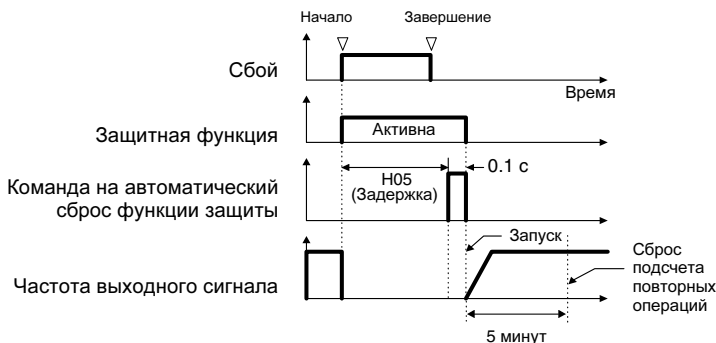 Начало
Завершение
Сбой
Время
Защитная функция
Активна
Команда на автоматический
сброс функции защиты
H05
(Задержка)
0.1 с
Частота выходного сигнала
Запуск
Сброс
подсчета
повторных
операций
5 минут